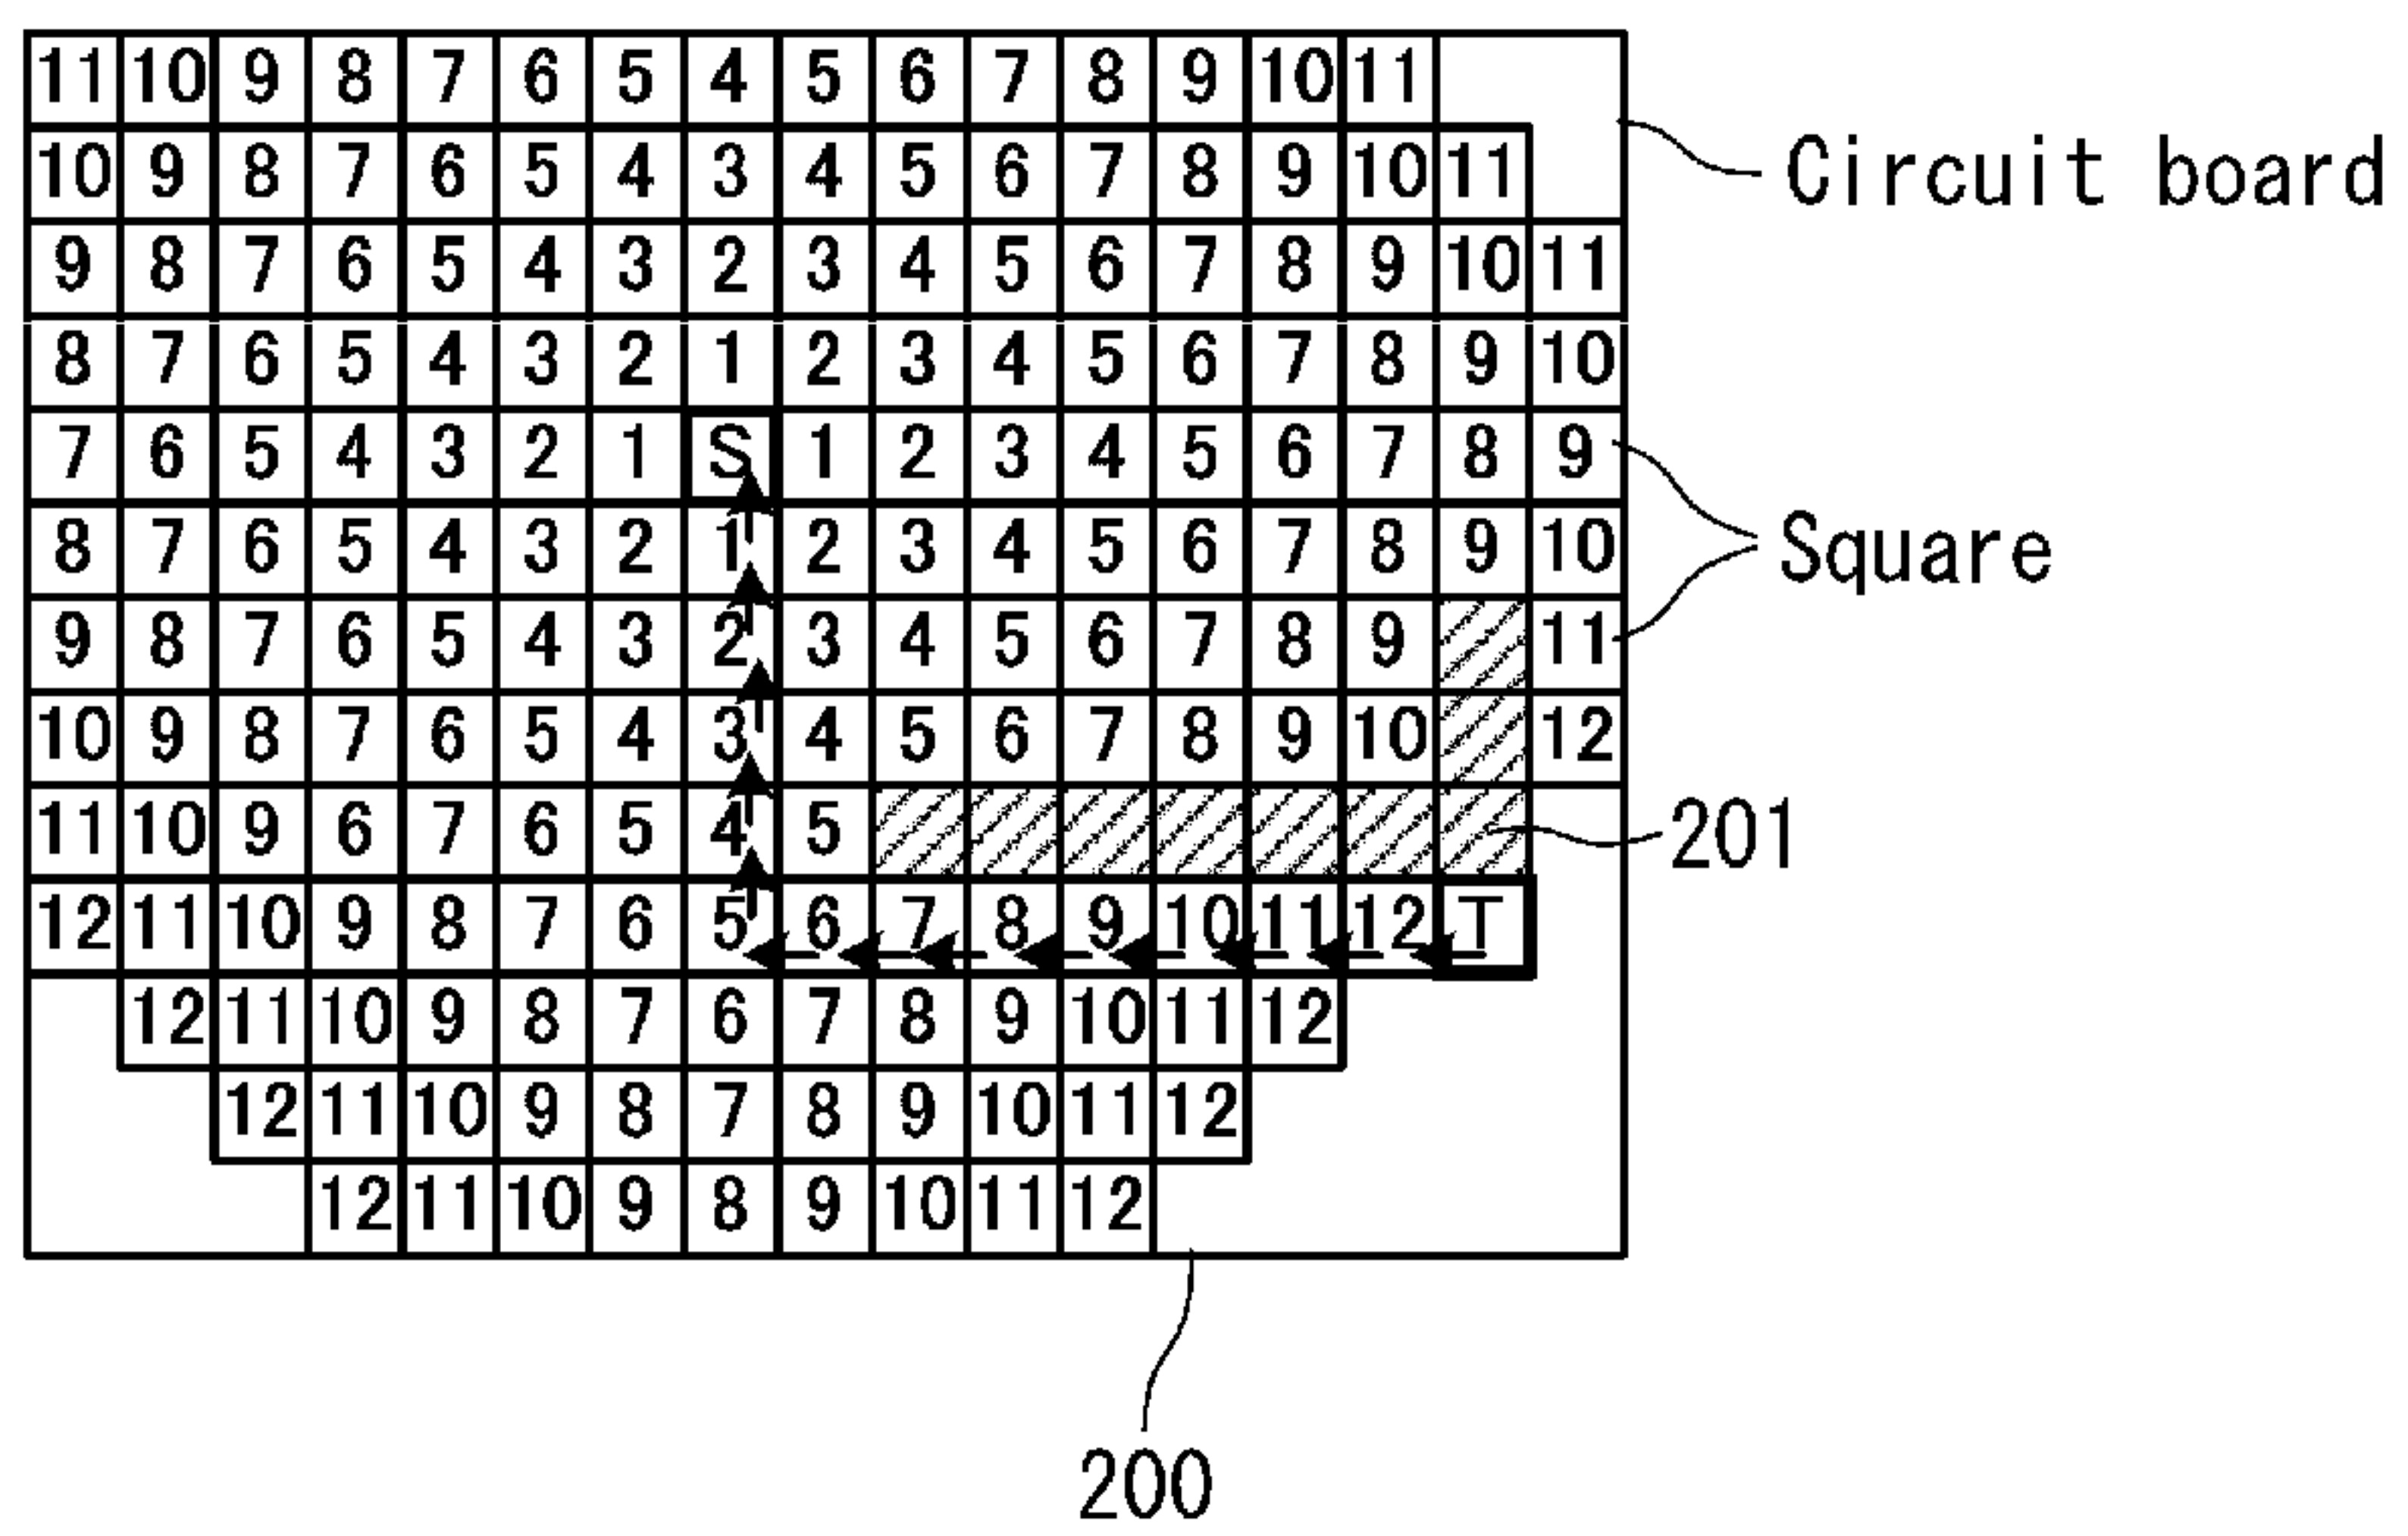 11 10 9 8 7 6 5 4 5 6 7 8 9 10 11
10 9 8 7 6 5 4 3 4 5 6 7 8 9 10 11
Circuit board
9 8 7 6 5 4 3 2 3 4 5 6 7 8 9 10 11
8 7 6 5 4 3 2 1 2 3 4 5 6 7 8 9 10
7 6 5 4 3 2 1 S 1 2 3 4 5 6 7 8 9
8 7 6 5 4 3 2 1 2 3 4 5 6 7 8 9 10
Square
9 8 7 6 5 4 3 2 3 4 5 6 7 8 9 11
10 9 8 7 6 5 4 3 4 5 6 7 8 9 10 12
11 10 9 6 7 6 5 4 5
201
12 11 10 9 8 7 6 5 6 7 8 9 10 11 12 T
12 11 10 9 8 7 6 7 8 9 10 11 12
12 11 10 9 8 7 8 9 10 11 12
12 11 10 9 8 9 10 11 12
200